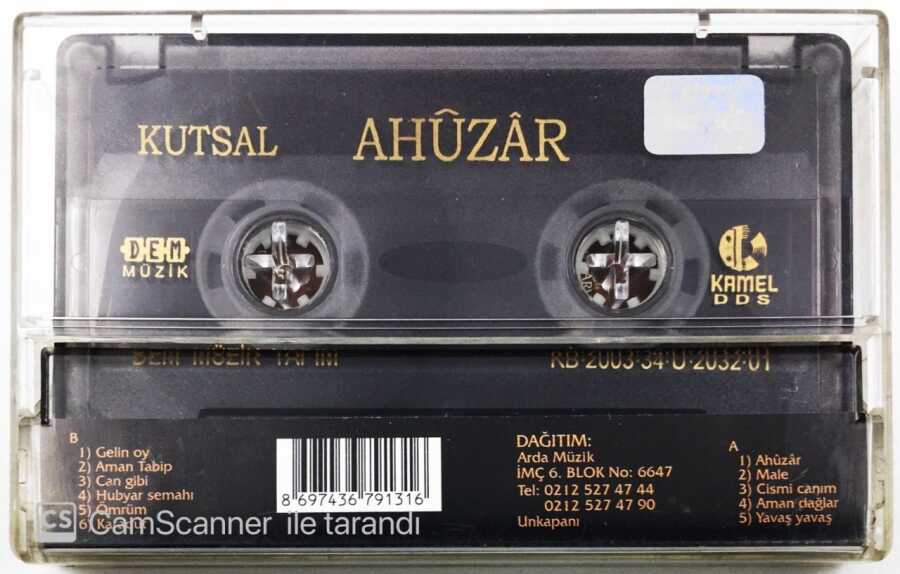 KUTSAL AHÛZÂR
DEM
MÜZİK
KAMEL
DDS
RB·2003·34·U·2032·01
B
1) Gelin oy
2) Aman Tabip
3) Can gibi
4) Hubyar semahı
5) Ömrüm
8 697436 791316
DAĞITIM:
Arda Müzik
İMÇ 6. BLOK No: 6647
Tel: 0212 527 47 44
0212 527 47 90
Unkapanı
A
1) Ahûzâr
2) Male
3) Cismi canım
4) Aman dağlar
5) Yavaş yavaş
CS CamScanner ile tarandı